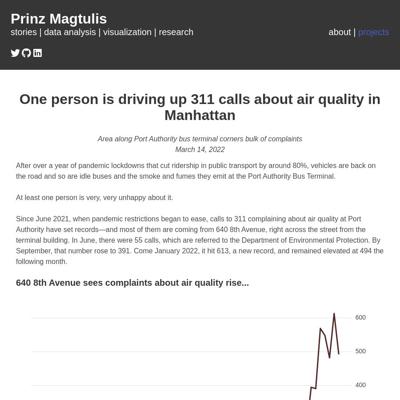 Prinz Magtulis
stories | data analysis | visualization | research
about | projects
One person is driving up 311 calls about air quality in
Manhattan
Area along Port Authority bus terminal corners bulk of complaints
March 14, 2022
After over a year of pandemic lockdowns that cut ridership in public transport by around 80%, vehicles are back on
the road and so are idle buses and the smoke and fumes they emit at the Port Authority Bus Terminal.
At least one person is very, very unhappy about it.
Since June 2021, when pandemic restrictions began to ease, calls to 311 complaining about air quality at Port
Authority have set records—and most of them are coming from 640 8th Avenue, right across the street from the
terminal building. In June, there were 55 calls, which are referred to the Department of Environmental Protection. By
September, that number rose to 391. Come January 2022, it hit 613, a new record, and remained elevated at 494 the
following month.
640 8th Avenue sees complaints about air quality rise...
600
500
400